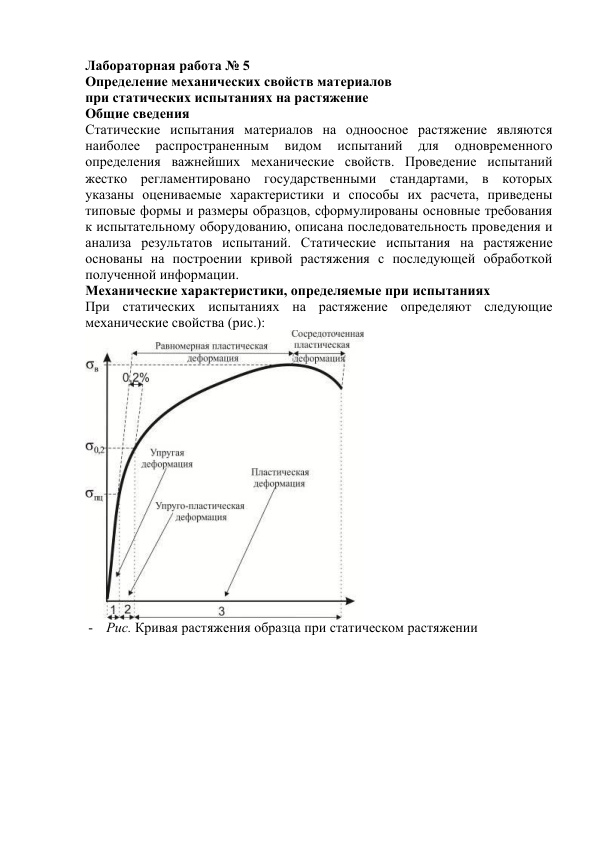 Лабораторная работа № 5
Определение механических свойств материалов
при статических испытаниях на растяжение
Общие сведения
Статические испытания материалов на одноосное растяжение являются
наиболее распространенным видом испытаний для одновременного
определения важнейших механические свойств. Проведение испытаний
жестко регламентировано государственными стандартами, в которых
указаны оцениваемые характеристики и способы их расчета, приведены
типовые формы и размеры образцов, сформулированы основные требования
к испытательному оборудованию, описана последовательность проведения и
анализа результатов испытаний. Статические испытания на растяжение
основаны на построении кривой растяжения с последующей обработкой
полученной информации.
Механические характеристики, определяемые при испытаниях
При статических испытаниях на растяжение определяют следующие
механические свойства (рис.):
Сосредоточенная
пластическая
деформация
Равномерная пластическая
деформация
σв
0,2%
σ0,2
Упругая
деформация
Пластическая
деформация
σпц
Упруго-пластическая
деформация
1 2 3
- Рис. Кривая растяжения образца при статическом растяжении